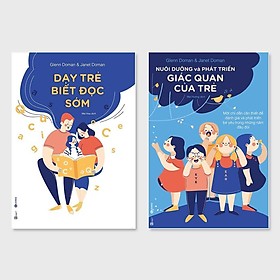 Glenn Doman & Janet Doman
DẠY TRẺ
BIẾT ĐỌC
SỚM
Glenn Doman & Janet Doman
NUÔI DƯỠNG và PHÁT TRIỂN
GIÁC QUAN
CỦA TRẺ